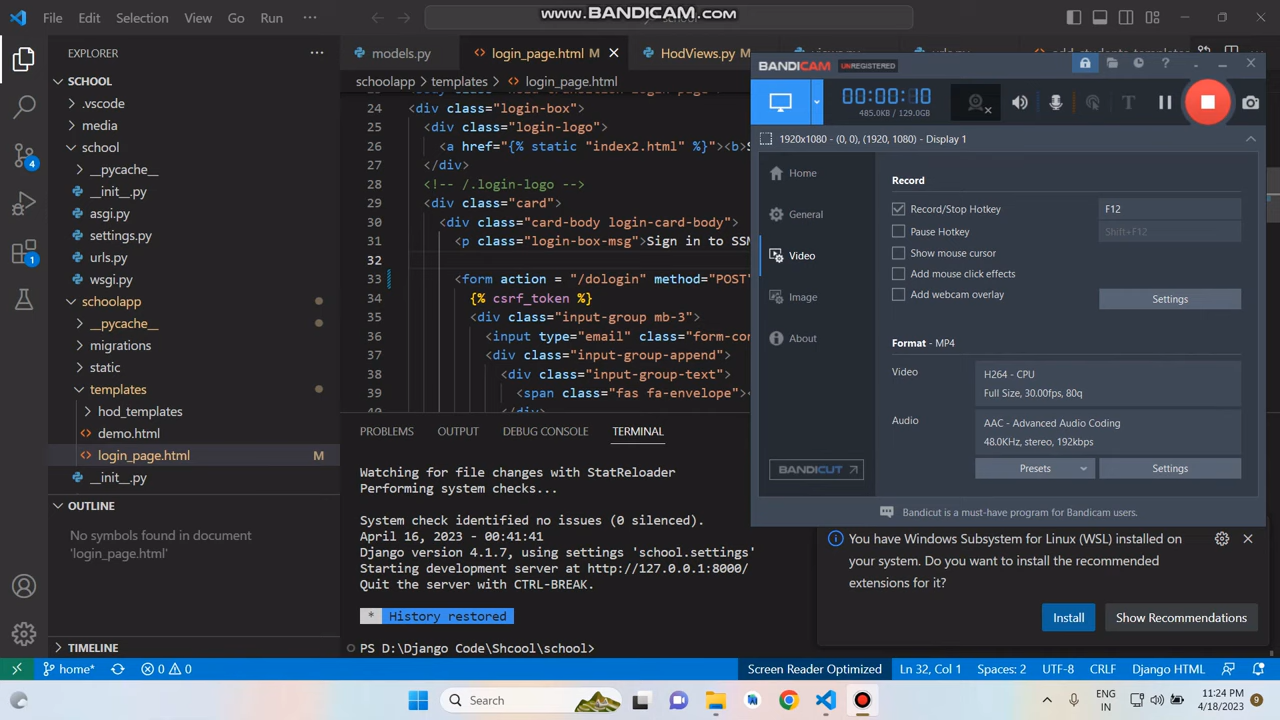 www.BANDICAM.com
File Edit Selection View Go Run ···
EXPLORER
SCHOOL
.vscode
media
school
__pycache__
__init__.py
asgi.py
settings.py
urls.py
wsgi.py
schoolapp
__pycache__
migrations
static
templates
hod_templates
demo.html
login_page.html M
__init__.py
OUTLINE
No symbols found in document
'login_page.html'
TIMELINE
models.py login_page.html M HodViews.py M
schoolapp > templates > login_page.html
24 <div class="login-box">
25 <div class="login-logo">
26 <a href="{% static "index2.html" %}"><b>S
27 </div>
28 <!-- /.login-logo -->
29 <div class="card">
30 <div class="card-body login-card-body">
31 <p class="login-box-msg">Sign in to SSM
32
33 <form action = "/dologin" method="POST"
34 {% csrf_token %}
35 <div class="input-group mb-3">
36 <input type="email" class="form-con
37 <div class="input-group-append">
38 <div class="input-group-text">
39 <span class="fas fa-envelope">
PROBLEMS OUTPUT DEBUG CONSOLE TERMINAL
Watching for file changes with StatReloader
Performing system checks...
System check identified no issues (0 silenced).
April 16, 2023 - 00:41:41
Django version 4.1.7, using settings 'school.settings'
Starting development server at http://127.0.0.1:8000/
Quit the server with CTRL-BREAK.
* History restored
PS D:\Django Code\Shcool\school>
BANDICAM UNREGISTERED
00:00:10
485.0KB / 129.0GB
1920x1080 - (0, 0), (1920, 1080) - Display 1
Home
General
Video
Image
About
BANDICUT
Record
Record/Stop Hotkey F12
Pause Hotkey Shift+F12
Show mouse cursor
Add mouse click effects
Add webcam overlay
Settings
Format - MP4
Video H264 - CPU
Full Size, 30.00fps, 80q
Audio AAC - Advanced Audio Coding
48.0KHz, stereo, 192kbps
Presets Settings
Bandicut is a must-have program for Bandicam users.
You have Windows Subsystem for Linux (WSL) installed on
your system. Do you want to install the recommended
extensions for it?
Install Show Recommendations
4
1
home* 0 0 Screen Reader Optimized Ln 32, Col 1 Spaces: 2 UTF-8 CRLF Django HTML
Search
ENG
IN
11:24 PM
4/18/2023
9